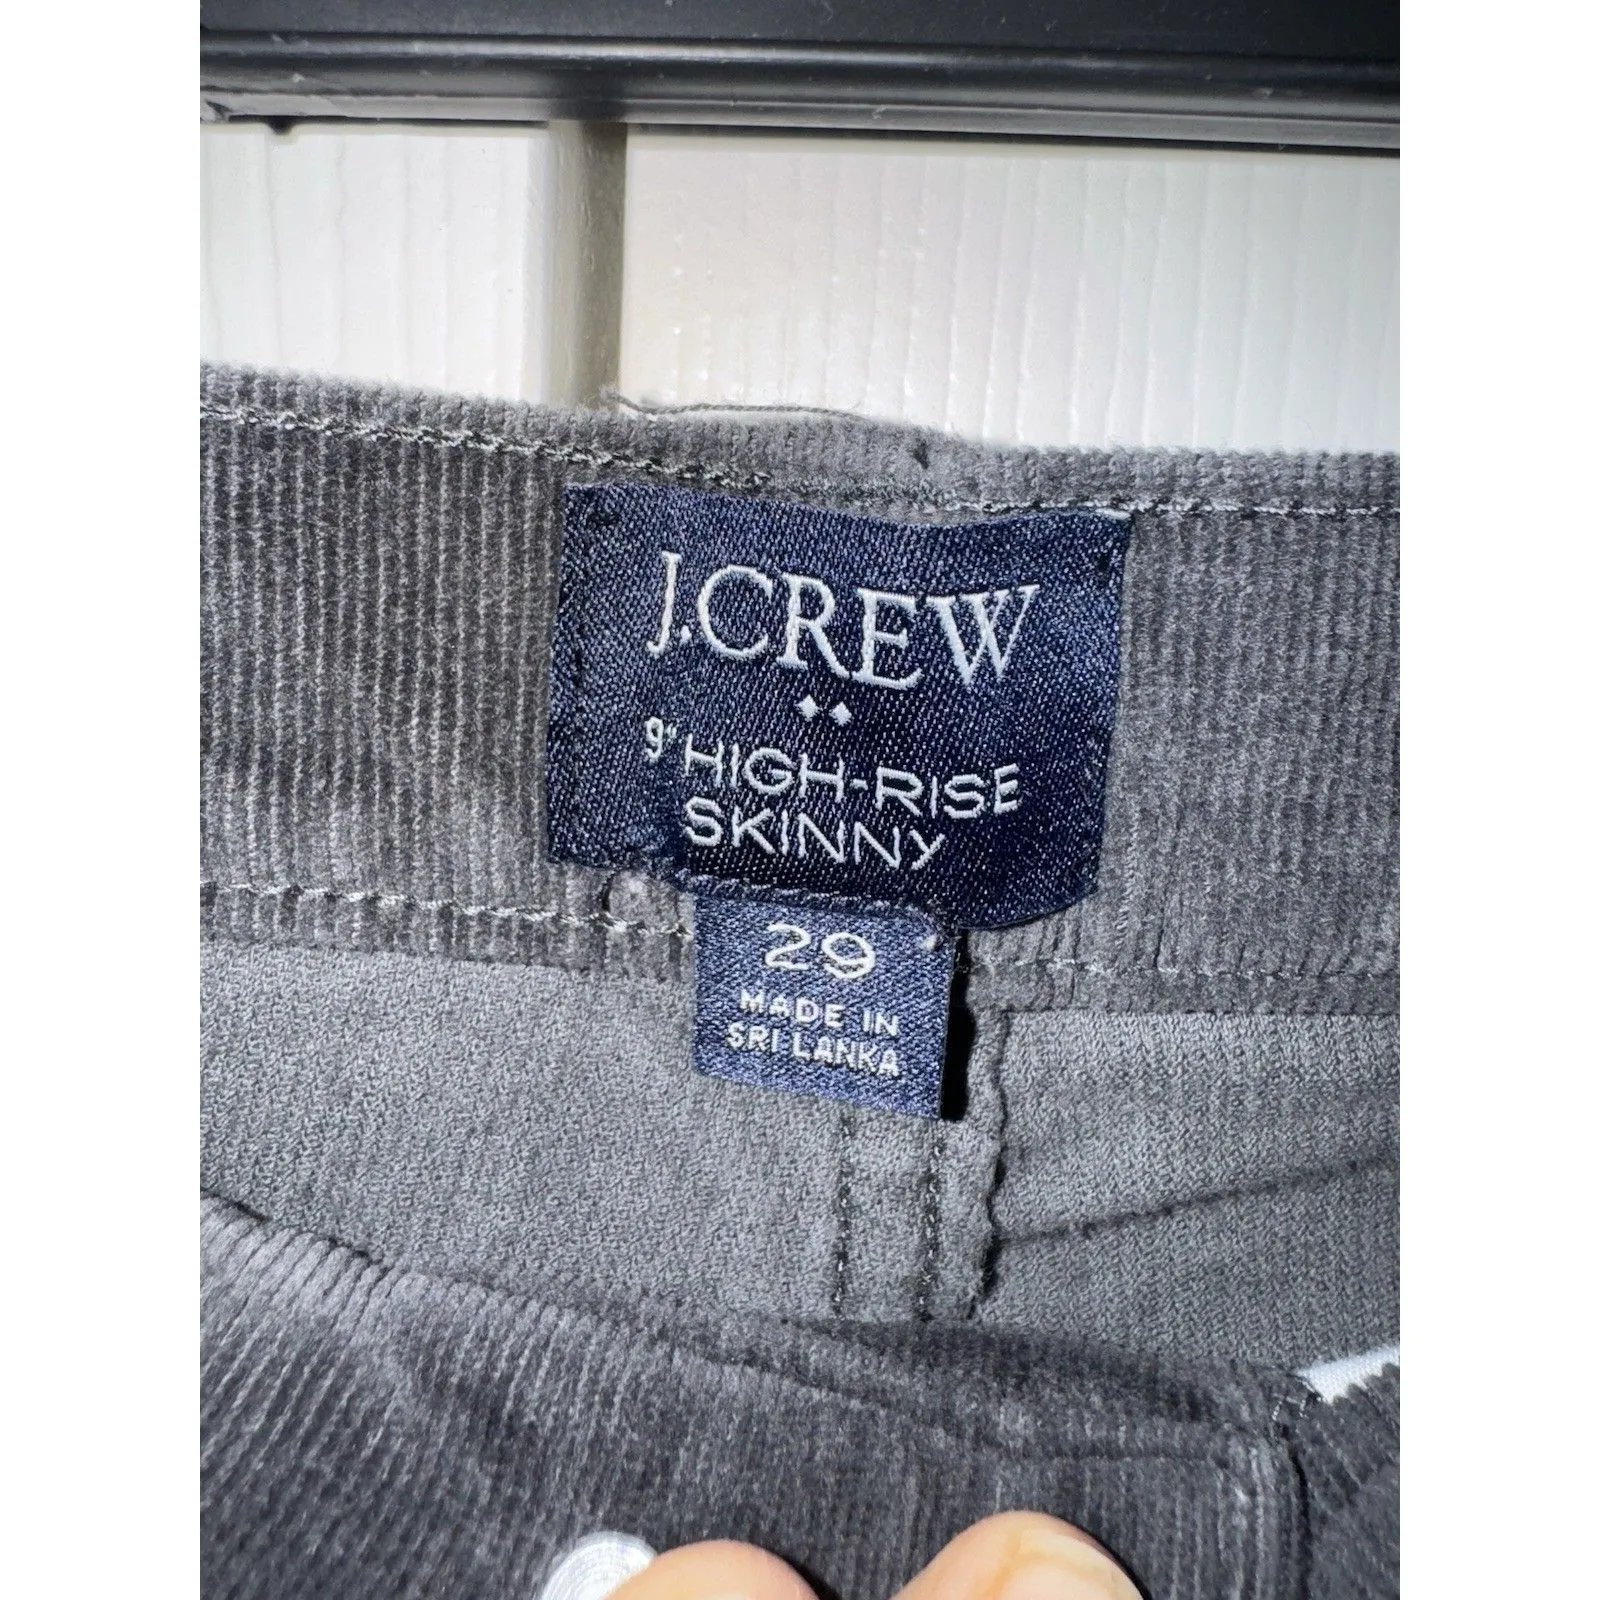 J.CREW
9" HIGH-RISE
SKINNY
29
MADE IN
SRI LANKA